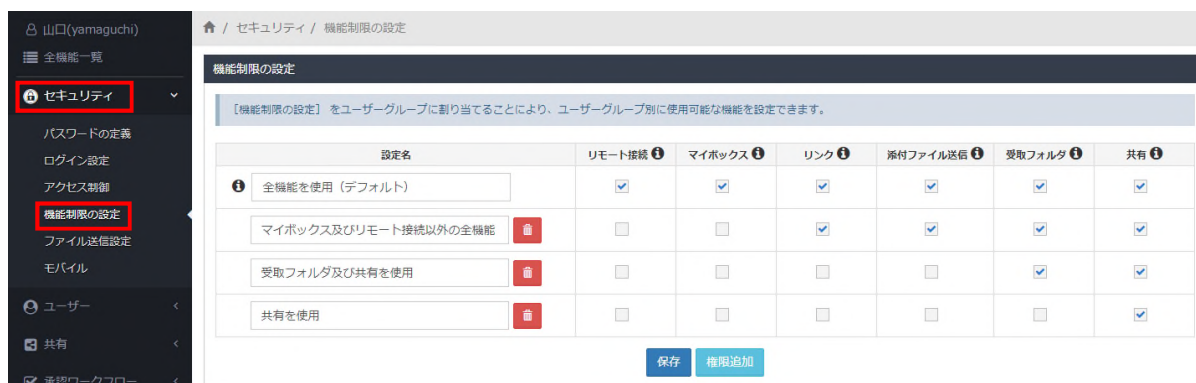 山口(yamaguchi)
全機能一覧
セキュリティ
パスワードの定義
ログイン設定
アクセス制御
機能制限の設定
ファイル送信設定
モバイル
ユーザー
共有
承認ワークフロー
/ セキュリティ / 機能制限の設定
機能制限の設定
［機能制限の設定］をユーザーグループに割り当てることにより、ユーザーグループ別に使用可能な機能を設定できます。
設定名 リモート接続 マイボックス リンク 添付ファイル送信 受取フォルダ 共有
全機能を使用（デフォルト）
マイボックス及びリモート接続以外の全機能
受取フォルダ及び共有を使用
共有を使用
保存 権限追加